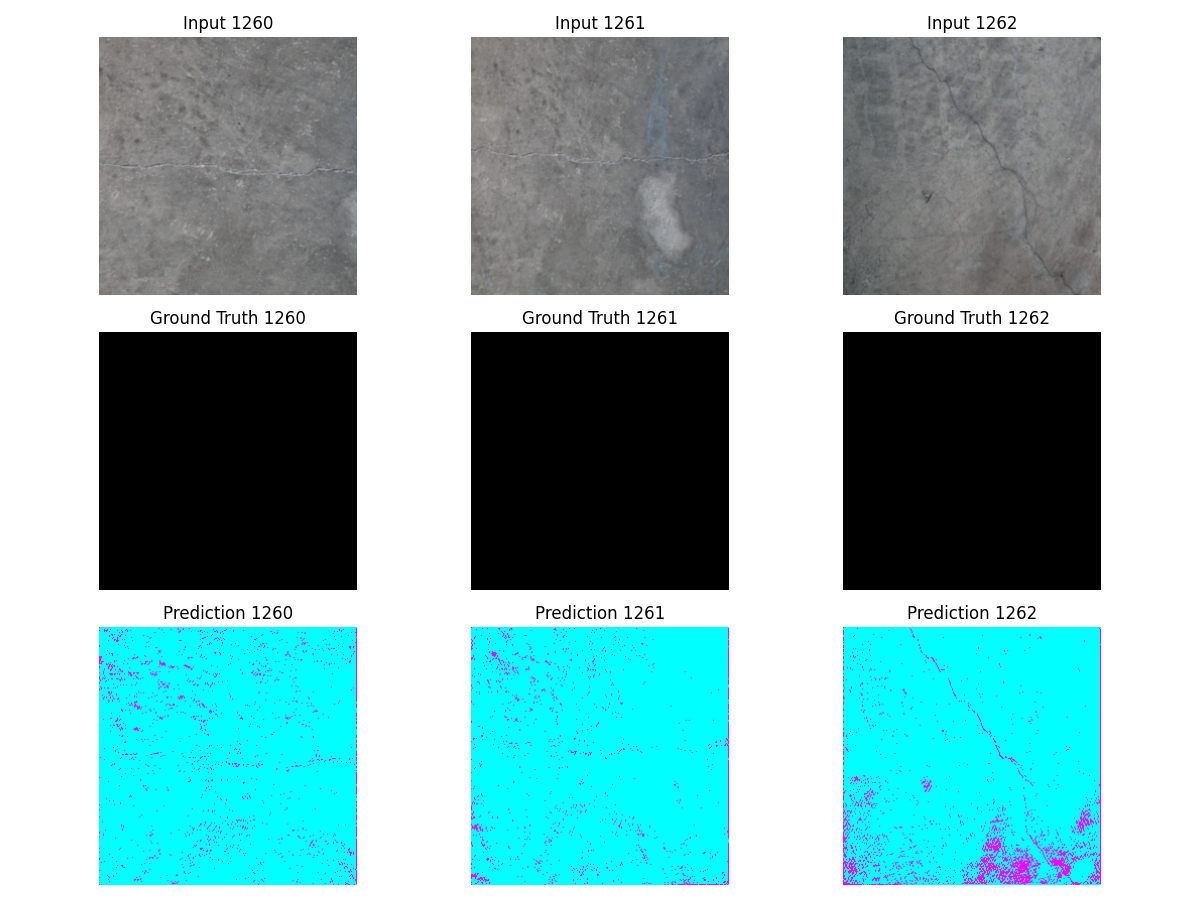 Input 1260
Input 1261
Input 1262
Ground Truth 1260
Ground Truth 1261
Ground Truth 1262
Prediction 1260
Prediction 1261
Prediction 1262